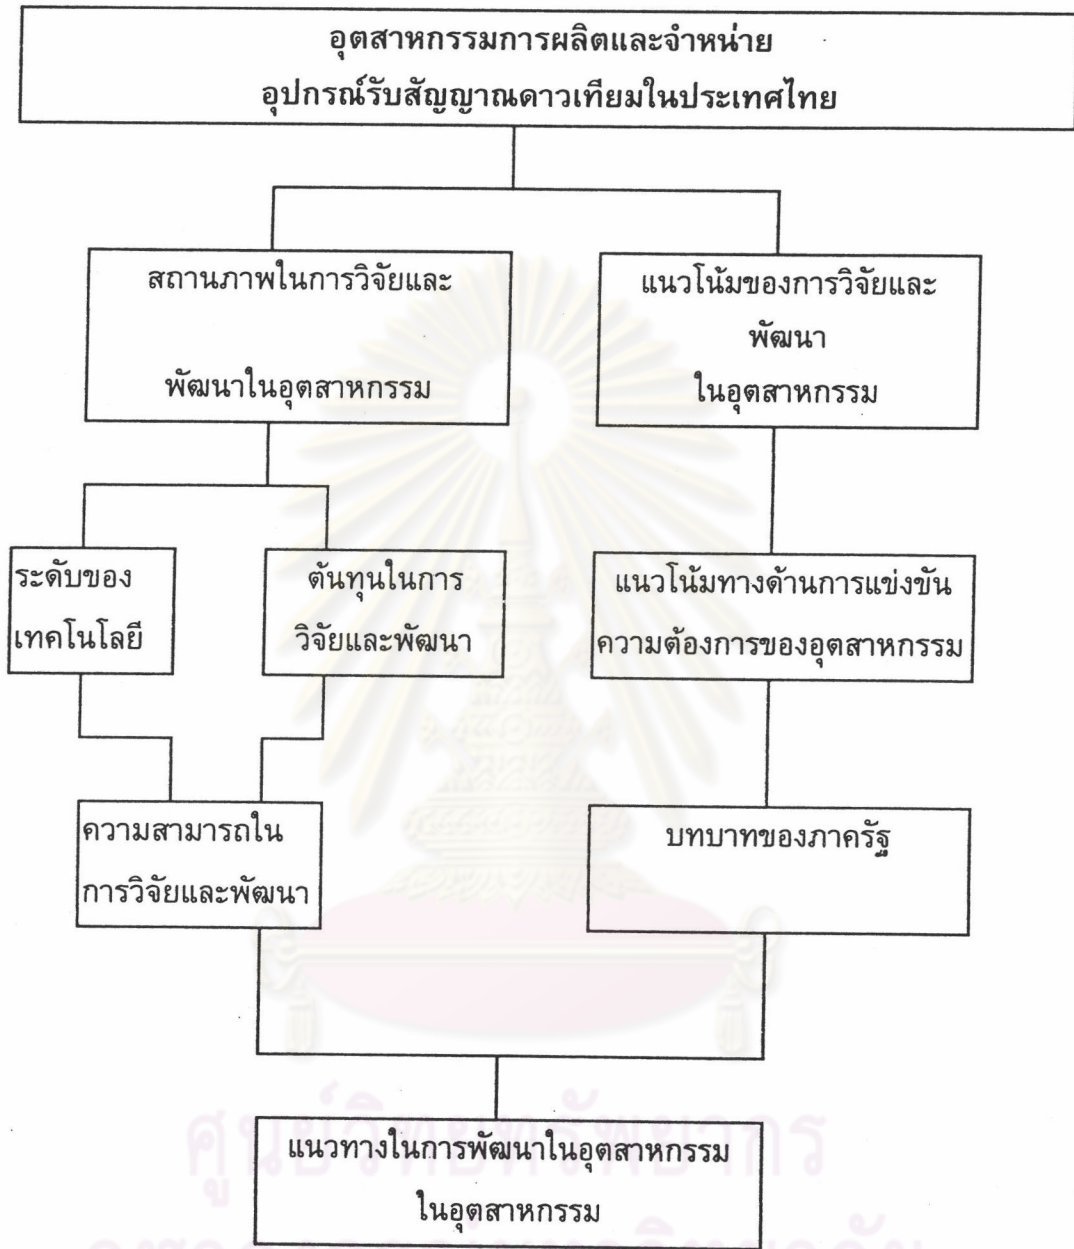 อุตสาหกรรมการผลิตและจำหน่าย
อุปกรณ์รับสัญญาณดาวเทียมในประเทศไทย
สถานภาพในการวิจัยและ
พัฒนาในอุตสาหกรรม
แนวโน้มของการวิจัยและ
พัฒนา
ในอุตสาหกรรม
ระดับของ
เทคโนโลยี
ต้นทุนในการ
วิจัยและพัฒนา
แนวโน้มทางด้านการแข่งขัน
ความต้องการของอุตสาหกรรม
ความสามารถใน
การวิจัยและพัฒนา
บทบาทของภาครัฐ
แนวทางในการพัฒนาในอุตสาหกรรม
ในอุตสาหกรรม
ศูนย์วิทยทรัพยากร